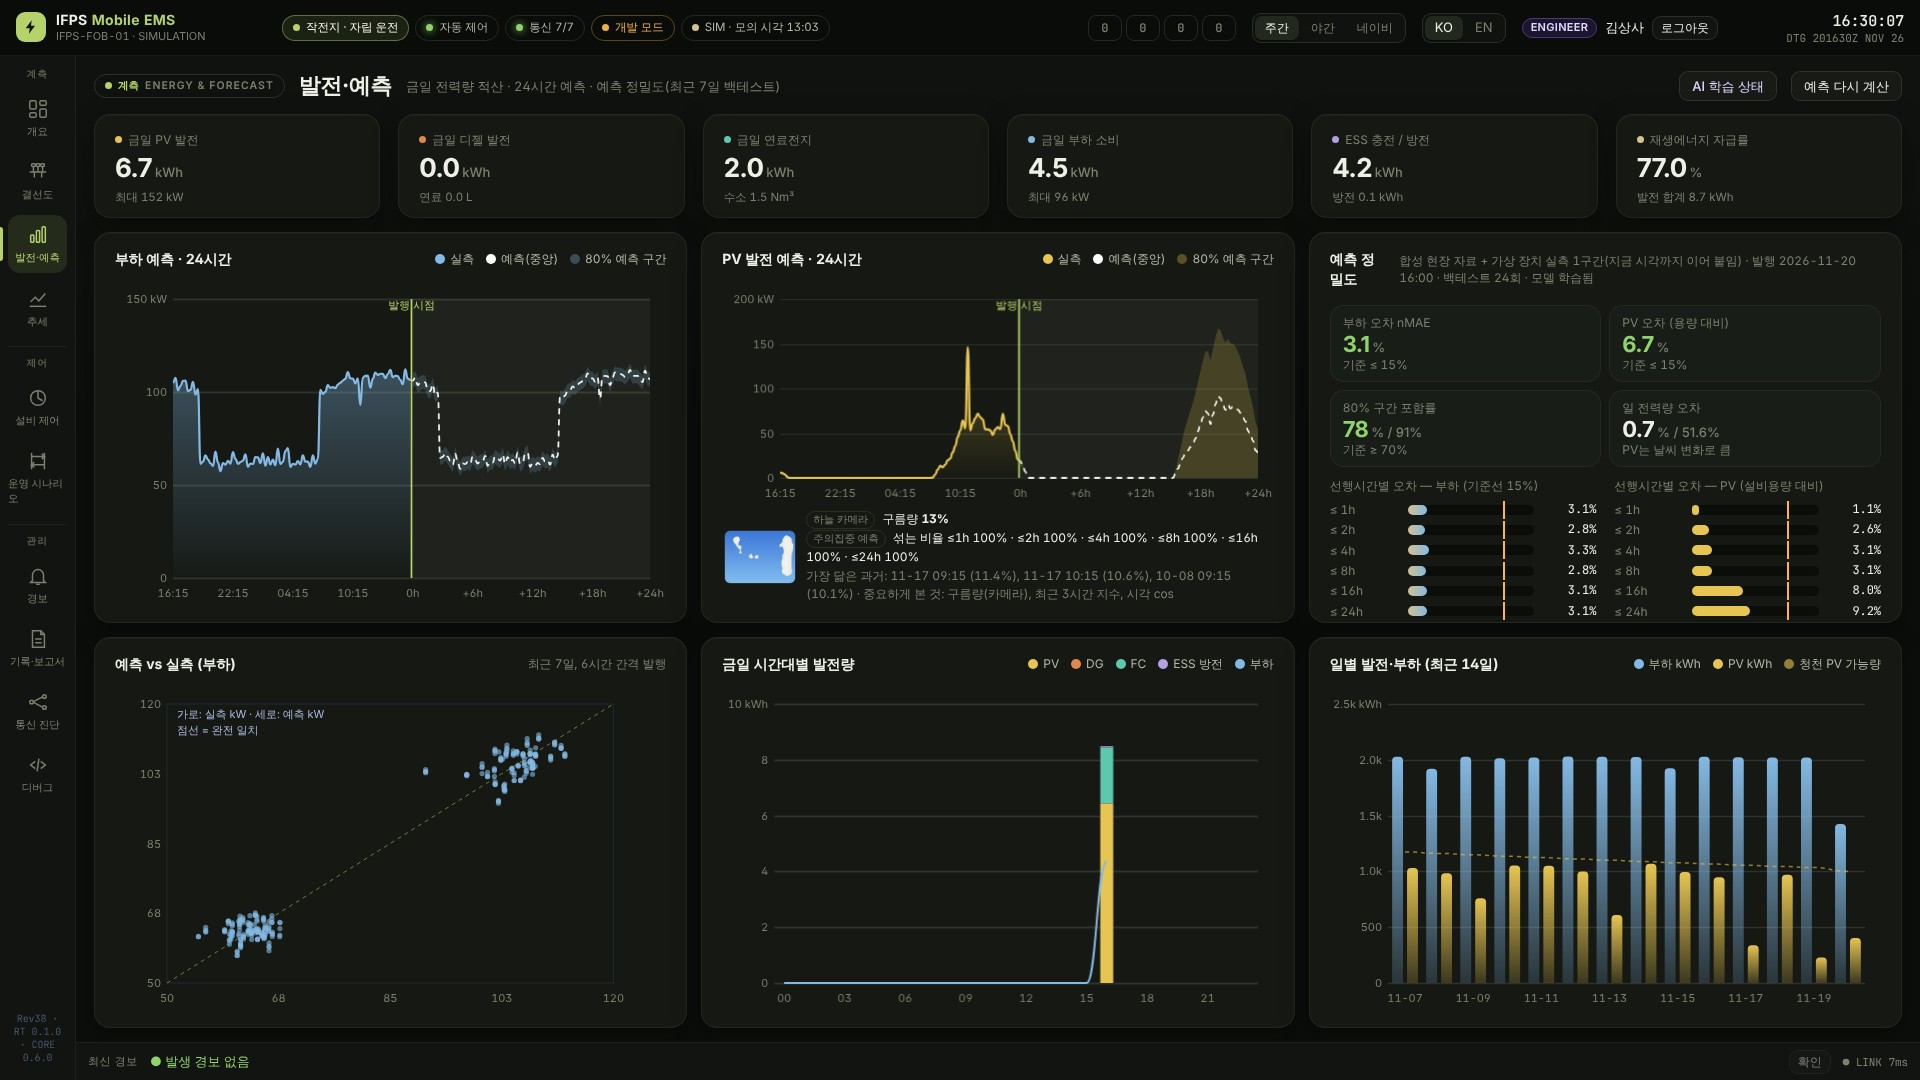 IFPS Mobile EMS
IFPS-FOB-01 · SIMULATION
작전지 · 자립 운전
자동 제어
통신 7/7
개발 모드
SIM · 모의 시각 13:03
0 0 0 0
주간 야간 네이비
KO EN
ENGINEER 김상사 로그아웃
16:30:07
DTG 201630Z NOV 26
계측
개요
결선도
발전·예측
추세
제어
설비 제어
운영 시나리
오
관리
경보
기록·보고서
통신 진단
디버그
Rev38 ·
RT 0.1.0
· CORE
0.6.0
계측 ENERGY & FORECAST
발전·예측
금일 전력량 적산 · 24시간 예측 · 예측 정밀도(최근 7일 백테스트)
AI 학습 상태
예측 다시 계산
금일 PV 발전
6.7 kWh
최대 152 kW
금일 디젤 발전
0.0 kWh
연료 0.0 L
금일 연료전지
2.0 kWh
수소 1.5 Nm³
금일 부하 소비
4.5 kWh
최대 96 kW
ESS 충전 / 방전
4.2 kWh
방전 0.1 kWh
재생에너지 자급률
77.0 %
발전 합계 8.7 kWh
부하 예측 · 24시간
실측 예측(중앙) 80% 예측 구간
발행 시점
150 kW
100
50
0
16:15 22:15 04:15 10:15 0h +6h +12h +18h +24h
PV 발전 예측 · 24시간
실측 예측(중앙) 80% 예측 구간
발행 시점
200 kW
150
100
50
0
16:15 22:15 04:15 10:15 0h +6h +12h +18h +24h
하늘 카메라 구름량 13%
주의집중 예측 섞는 비율 ≤1h 100% · ≤2h 100% · ≤4h 100% · ≤8h 100% · ≤16h
100% · ≤24h 100%
가장 닮은 과거: 11-17 09:15 (11.4%), 11-17 10:15 (10.6%), 10-08 09:15
(10.1%) · 중요하게 본 것: 구름량(카메라), 최근 3시간 지수, 시각 cos
예측 정
밀도
합성 현장 자료 + 가상 장치 실측 1구간(지금 시각까지 이어 붙임) · 발행 2026-11-20
16:00 · 백테스트 24회 · 모델 학습됨
부하 오차 nMAE
3.1 %
기준 ≤ 15%
PV 오차 (용량 대비)
6.7 %
기준 ≤ 15%
80% 구간 포함률
78 % / 91%
기준 ≥ 70%
일 전력량 오차
0.7 % / 51.6%
PV는 날씨 변화로 큼
선행시간별 오차 — 부하 (기준선 15%)
≤ 1h 3.1%
≤ 2h 2.8%
≤ 4h 3.3%
≤ 8h 2.8%
≤ 16h 3.1%
≤ 24h 3.1%
선행시간별 오차 — PV (설비용량 대비)
≤ 1h 1.1%
≤ 2h 2.6%
≤ 4h 3.1%
≤ 8h 3.1%
≤ 16h 8.0%
≤ 24h 9.2%
예측 vs 실측 (부하)
최근 7일, 6시간 간격 발행
가로: 실측 kW · 세로: 예측 kW
점선 = 완전 일치
120
103
85
68
50
50 68 85 103 120
금일 시간대별 발전량
PV DG FC ESS 방전 부하
10 kWh
8
6
4
2
0
00 03 06 09 12 15 18 21
일별 발전·부하 (최근 14일)
부하 kWh PV kWh 청천 PV 가능량
2.5k kWh
2.0k
1.5k
1.0k
500
0
11-07 11-09 11-11 11-13 11-15 11-17 11-19
최신 경보 발생 경보 없음
확인 LINK 7ms